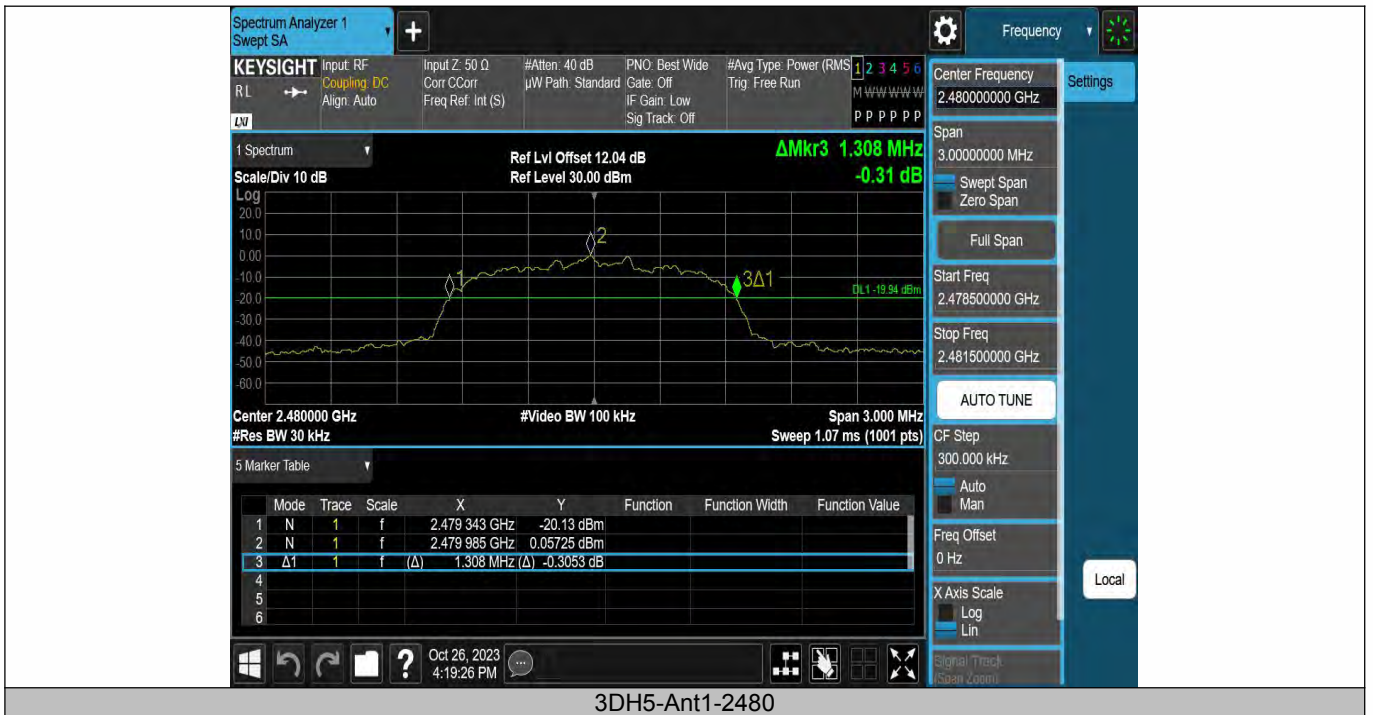 Spectrum Analyzer 1
Swept SA
+
Frequency
KEYSIGHT
RL
LXI
Input: RF
Coupling: DC
Align: Auto
Input Z: 50 Ω
Corr CCorr
Freq Ref: Int (S)
#Atten: 40 dB
µW Path: Standard
PNO: Best Wide
Gate: Off
IF Gain: Low
Sig Track: Off
#Avg Type: Power (RMS
Trig: Free Run
1 2 3 4 5 6
M W W W W W
P P P P P P
1 Spectrum
Scale/Div 10 dB
Ref Lvl Offset 12.04 dB
Ref Level 30.00 dBm
ΔMkr3 1.308 MHz
-0.31 dB
Log
20.0
10.0
0.00
-10.0
-20.0
-30.0
-40.0
-50.0
-60.0
1
2
3Δ1
DL1 -19.94 dBm
Center 2.480000 GHz
#Video BW 100 kHz
Span 3.000 MHz
#Res BW 30 kHz
Sweep 1.07 ms (1001 pts)
5 Marker Table
Mode Trace Scale X Y Function Function Width Function Value
1 N 1 f 2.479 343 GHz -20.13 dBm
2 N 1 f 2.479 985 GHz 0.05725 dBm
3 Δ1 1 f (Δ) 1.308 MHz (Δ) -0.3053 dB
4
5
6
Oct 26, 2023
4:19:26 PM
?
Center Frequency
2.480000000 GHz
Settings
Span
3.00000000 MHz
Swept Span
Zero Span
Full Span
Start Freq
2.478500000 GHz
Stop Freq
2.481500000 GHz
AUTO TUNE
CF Step
300.000 kHz
Auto
Man
Freq Offset
0 Hz
X Axis Scale
Log
Lin
Signal Track
(Span Zoom)
Local
3DH5-Ant1-2480